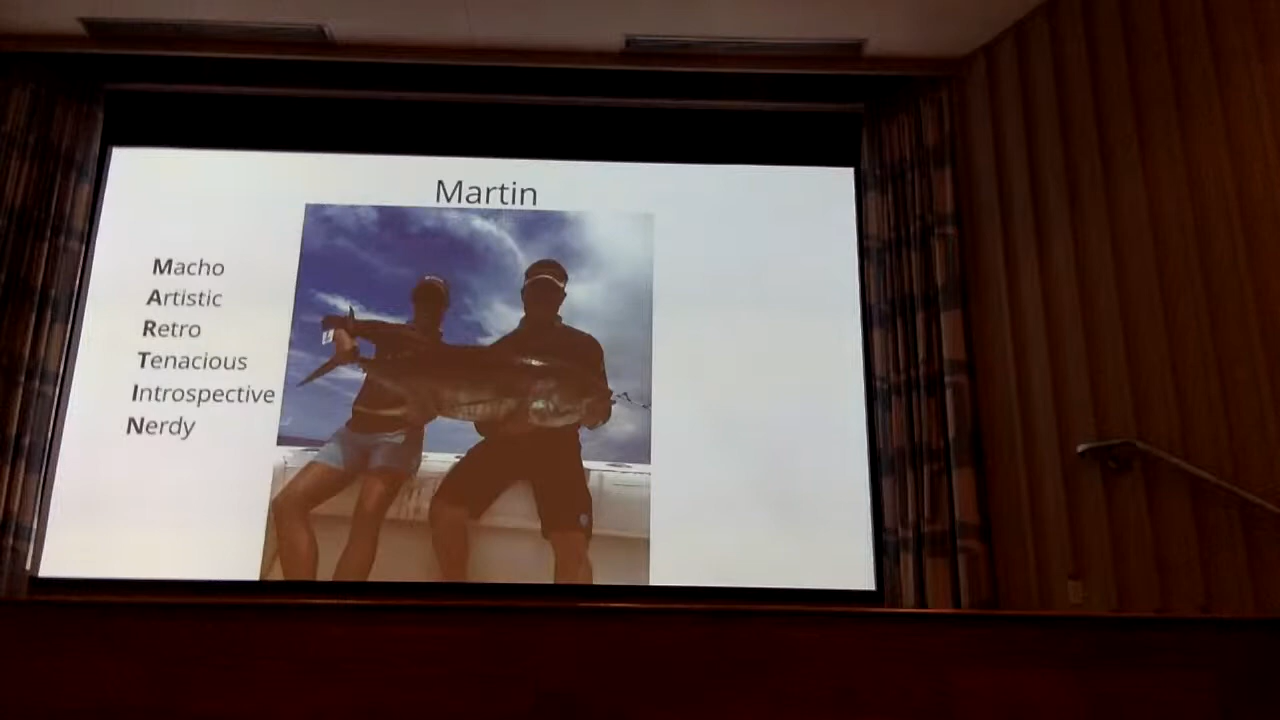 Martin
Macho
Artistic
Retro
Tenacious
Introspective
Nerdy